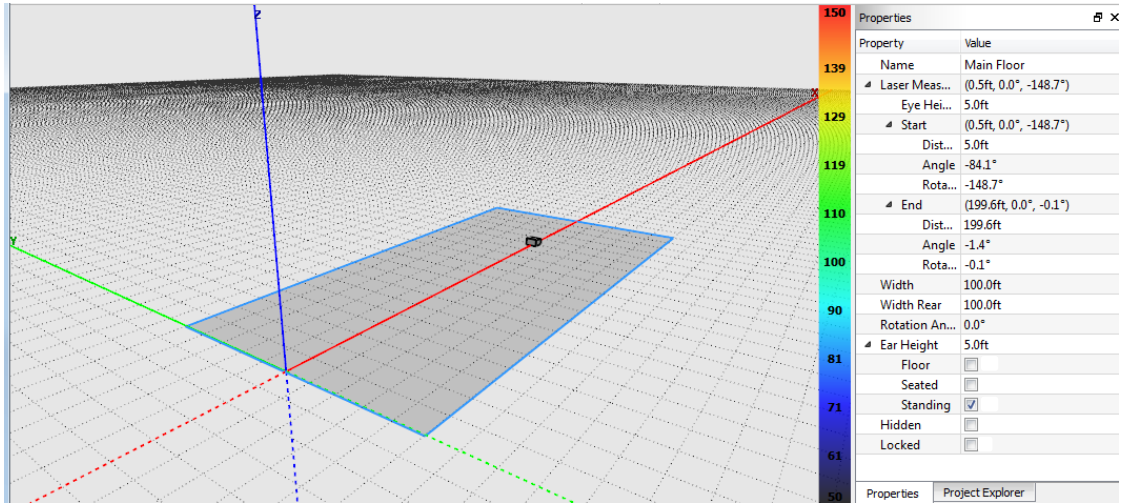 Z
X
Y
150
139
129
119
110
100
90
81
71
61
50
Properties
Property Value
Name Main Floor
Laser Meas... (0.5ft, 0.0°, -148.7°)
Eye Hei... 5.0ft
Start (0.5ft, 0.0°, -148.7°)
Dist... 5.0ft
Angle -84.1°
Rota... -148.7°
End (199.6ft, 0.0°, -0.1°)
Dist... 199.6ft
Angle -1.4°
Rota... -0.1°
Width 100.0ft
Width Rear 100.0ft
Rotation An... 0.0°
Ear Height 5.0ft
Floor
Seated
Standing
Hidden
Locked
Properties Project Explorer